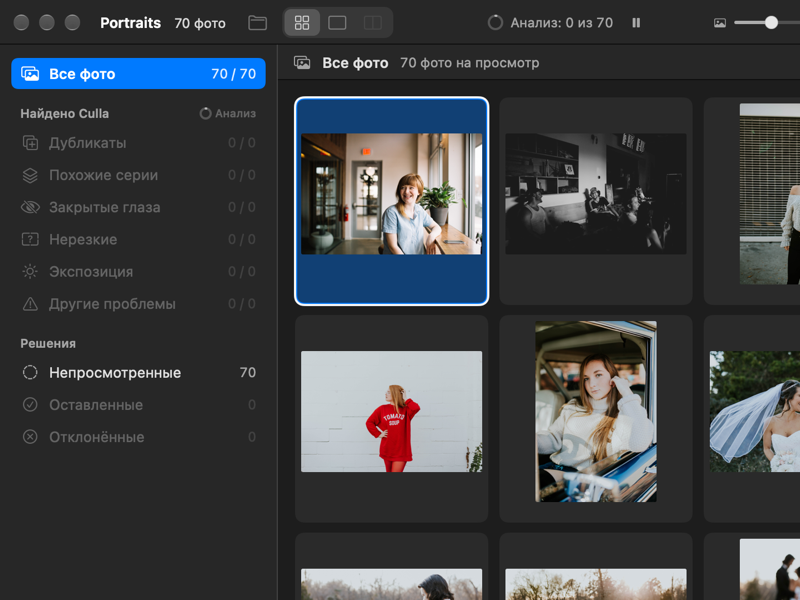 Portraits 70 фото
Анализ: 0 из 70
Все фото 70 / 70
Найдено Culla Анализ
Дубликаты 0 / 0
Похожие серии 0 / 0
Закрытые глаза 0 / 0
Нерезкие 0 / 0
Экспозиция 0 / 0
Другие проблемы 0 / 0
Решения
Непросмотренные 70
Оставленные 0
Отклонённые 0
Все фото 70 фото на просмотр
TOMATO
SOUP